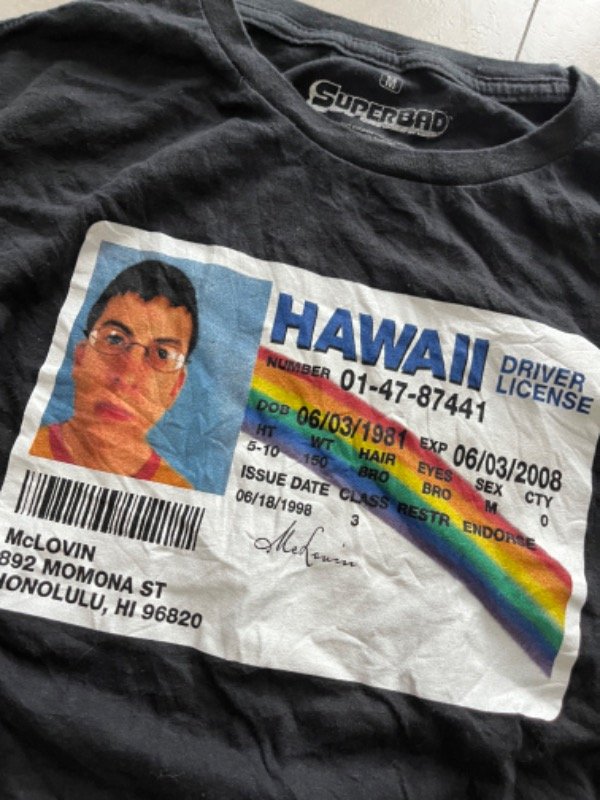 M
SUPERBAD
HAWAII DRIVER LICENSE
NUMBER 01-47-87441
DOB 06/03/1981 EXP 06/03/2008
HT WT HAIR EYES SEX CTY
5-10 150 BRO BRO M 0
ISSUE DATE CLASS RESTR ENDORSE
06/18/1998 3
McLovin
McLOVIN
892 MOMONA ST
HONOLULU, HI 96820